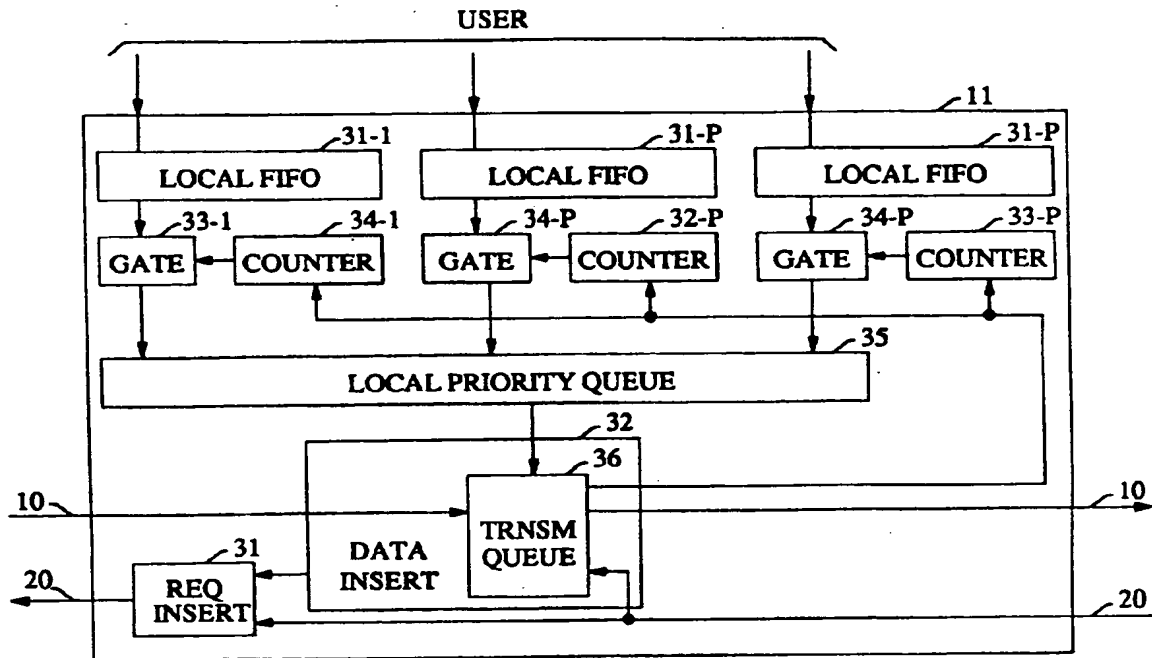 USER
11
31-1
31-P
31-P
LOCAL FIFO
LOCAL FIFO
LOCAL FIFO
33-1
34-1
34-P
32-P
34-P
33-P
GATE
COUNTER
GATE
COUNTER
GATE
COUNTER
35
LOCAL PRIORITY QUEUE
32
36
10
10
TRNSM
QUEUE
DATA
INSERT
31
20
REQ
INSERT
20